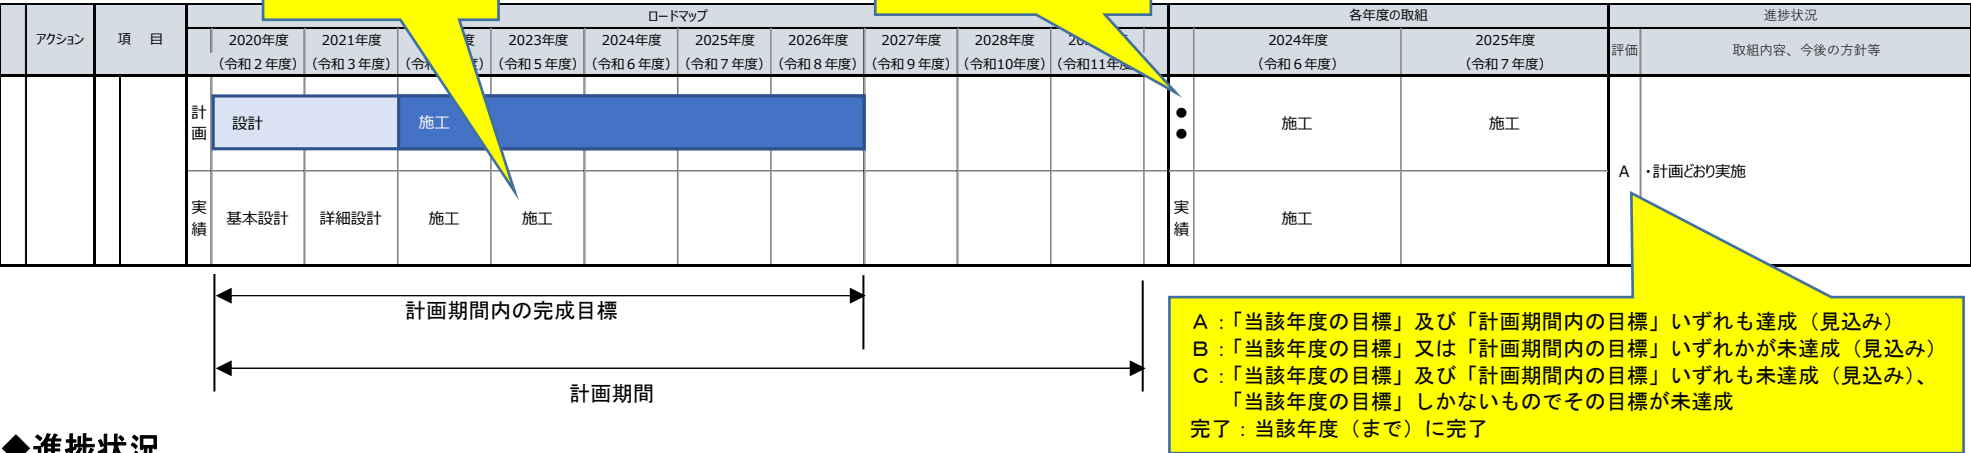 ロードマップ
各年度の取組
進捗状況
アクション
項　目
2020年度
(令和２年度)
2021年度
(令和３年度)
2023年度
(令和５年度)
2024年度
(令和６年度)
2025年度
(令和７年度)
2026年度
(令和８年度)
2027年度
(令和９年度)
2028年度
(令和10年度)
(令和11年度)
2024年度
(令和６年度)
2025年度
(令和７年度)
評価
取組内容、今後の方針等
計画
設計
施工
●●
施工
施工
A
・計画どおり実施
実績
基本設計
詳細設計
施工
施工
実績
施工
計画期間内の完成目標
計画期間
Ａ：「当該年度の目標」及び「計画期間内の目標」いずれも達成（見込み）
Ｂ：「当該年度の目標」又は「計画期間内の目標」いずれかが未達成（見込み）
Ｃ：「当該年度の目標」及び「計画期間内の目標」いずれも未達成（見込み）、
「当該年度の目標」しかないものでその目標が未達成
完了：当該年度（まで）に完了
◆進捗状況